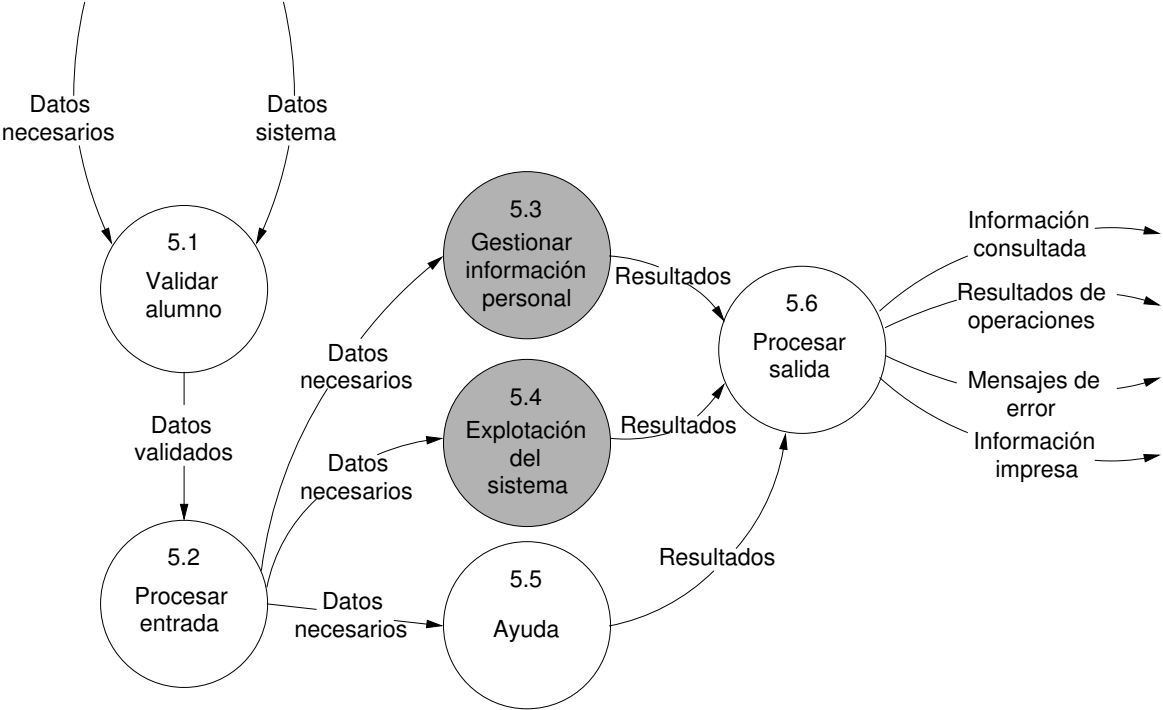 Datos
necesarios
Datos
sistema
5.1
Validar
alumno
Datos
validados
5.2
Procesar
entrada
Datos
necesarios
Datos
necesarios
Datos
necesarios
5.3
Gestionar
información
personal
5.4
Explotación
del
sistema
5.5
Ayuda
Resultados
Resultados
Resultados
5.6
Procesar
salida
Información
consultada
Resultados de
operaciones
Mensajes de
error
Información
impresa